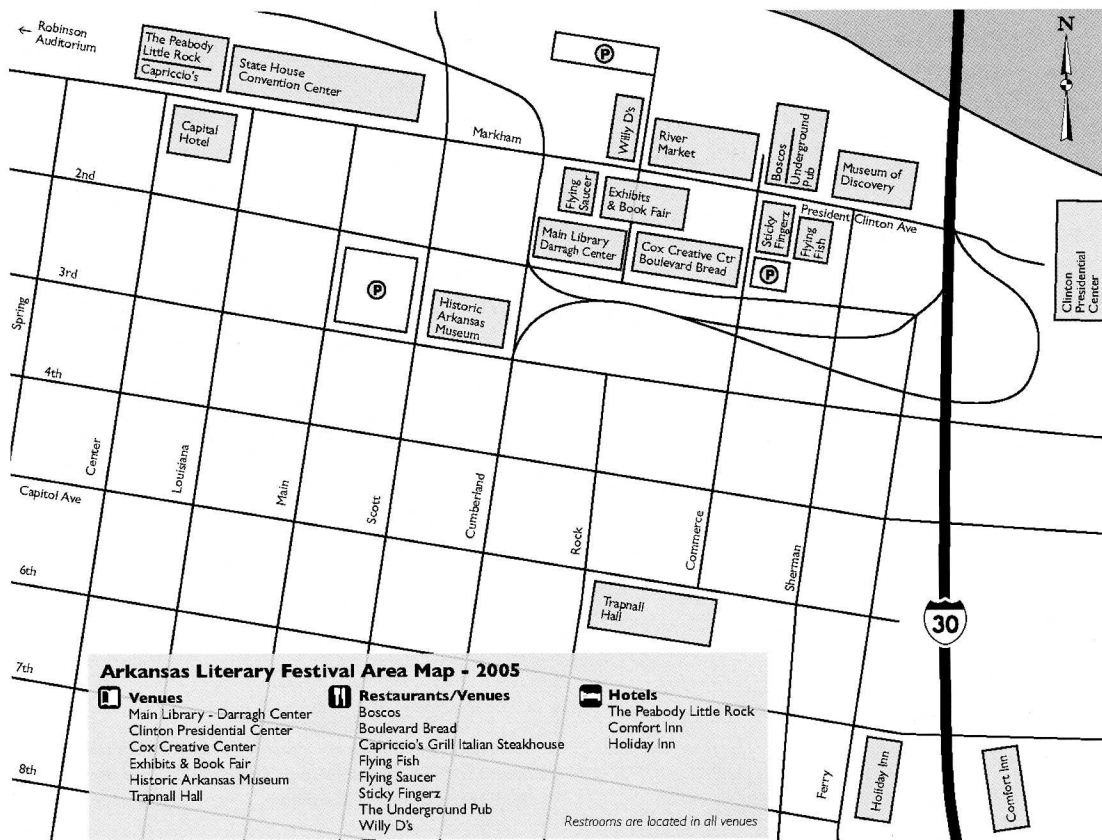 ← Robinson
Auditorium
The Peabody
Little Rock
Capriccio's
State House
Convention Center
Capital
Hotel
P
N
Markham
Willy D's
River
Market
Boscos
Underground
Pub
Museum of
Discovery
President Clinton Ave
2nd
Flying
Saucer
Exhibits
& Book Fair
Sticky
Fingerz
Flying
Fish
Main Library
Darragh Center
Cox Creative Ctr
Boulevard Bread
P
Clinton
Presidential
Center
3rd
P
Historic
Arkansas
Museum
Spring
4th
Center
Louisiana
Main
Scott
Cumberland
Rock
Commerce
Sherman
Capitol Ave
6th
Trapnall
Hall
30
7th
8th
Ferry
Holiday Inn
Comfort Inn
Arkansas Literary Festival Area Map - 2005
Venues
Main Library - Darragh Center
Clinton Presidential Center
Cox Creative Center
Exhibits & Book Fair
Historic Arkansas Museum
Trapnall Hall
Restaurants/Venues
Boscos
Boulevard Bread
Capriccio's Grill Italian Steakhouse
Flying Fish
Flying Saucer
Sticky Fingerz
The Underground Pub
Willy D's
Hotels
The Peabody Little Rock
Comfort Inn
Holiday Inn
Restrooms are located in all venues